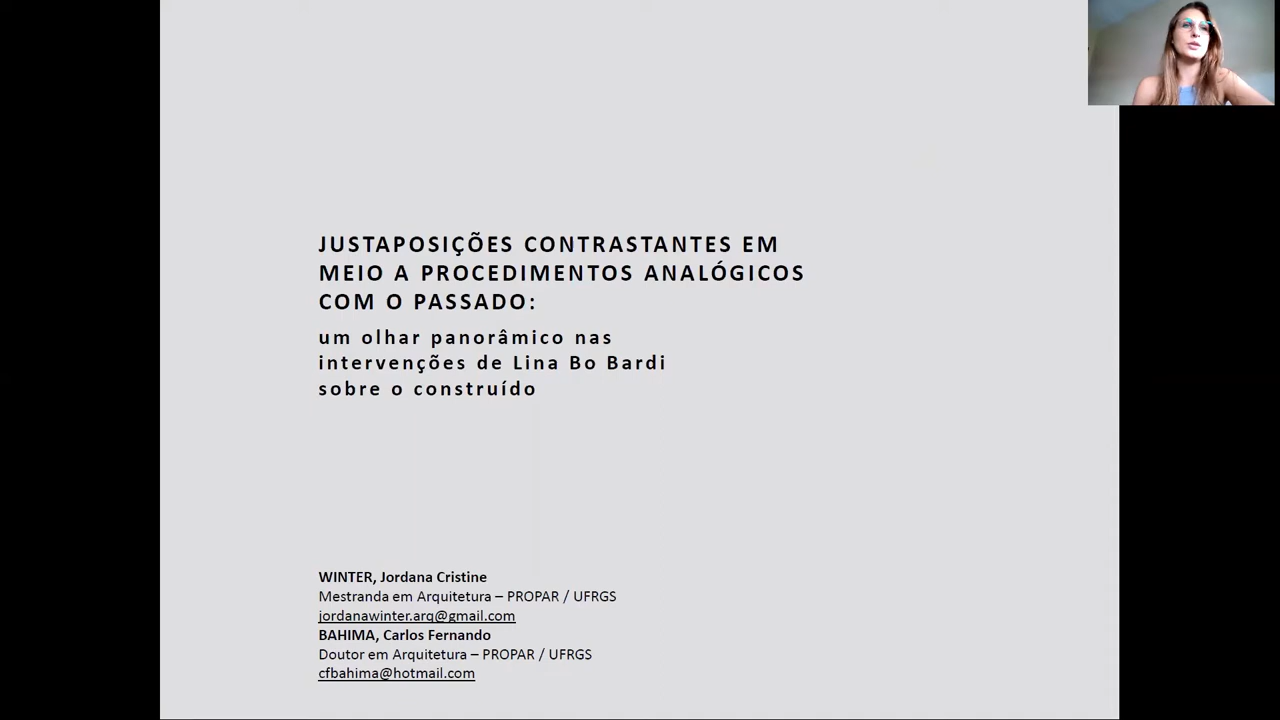 JUSTAPOSIÇÕES CONTRASTANTES EM
MEIO A PROCEDIMENTOS ANALÓGICOS
COM O PASSADO:
um olhar panorâmico nas
intervenções de Lina Bo Bardi
sobre o construído
WINTER, Jordana Cristine
Mestranda em Arquitetura – PROPAR / UFRGS
jordanawinter.arq@gmail.com
BAHIMA, Carlos Fernando
Doutor em Arquitetura – PROPAR / UFRGS
cfbahima@hotmail.com